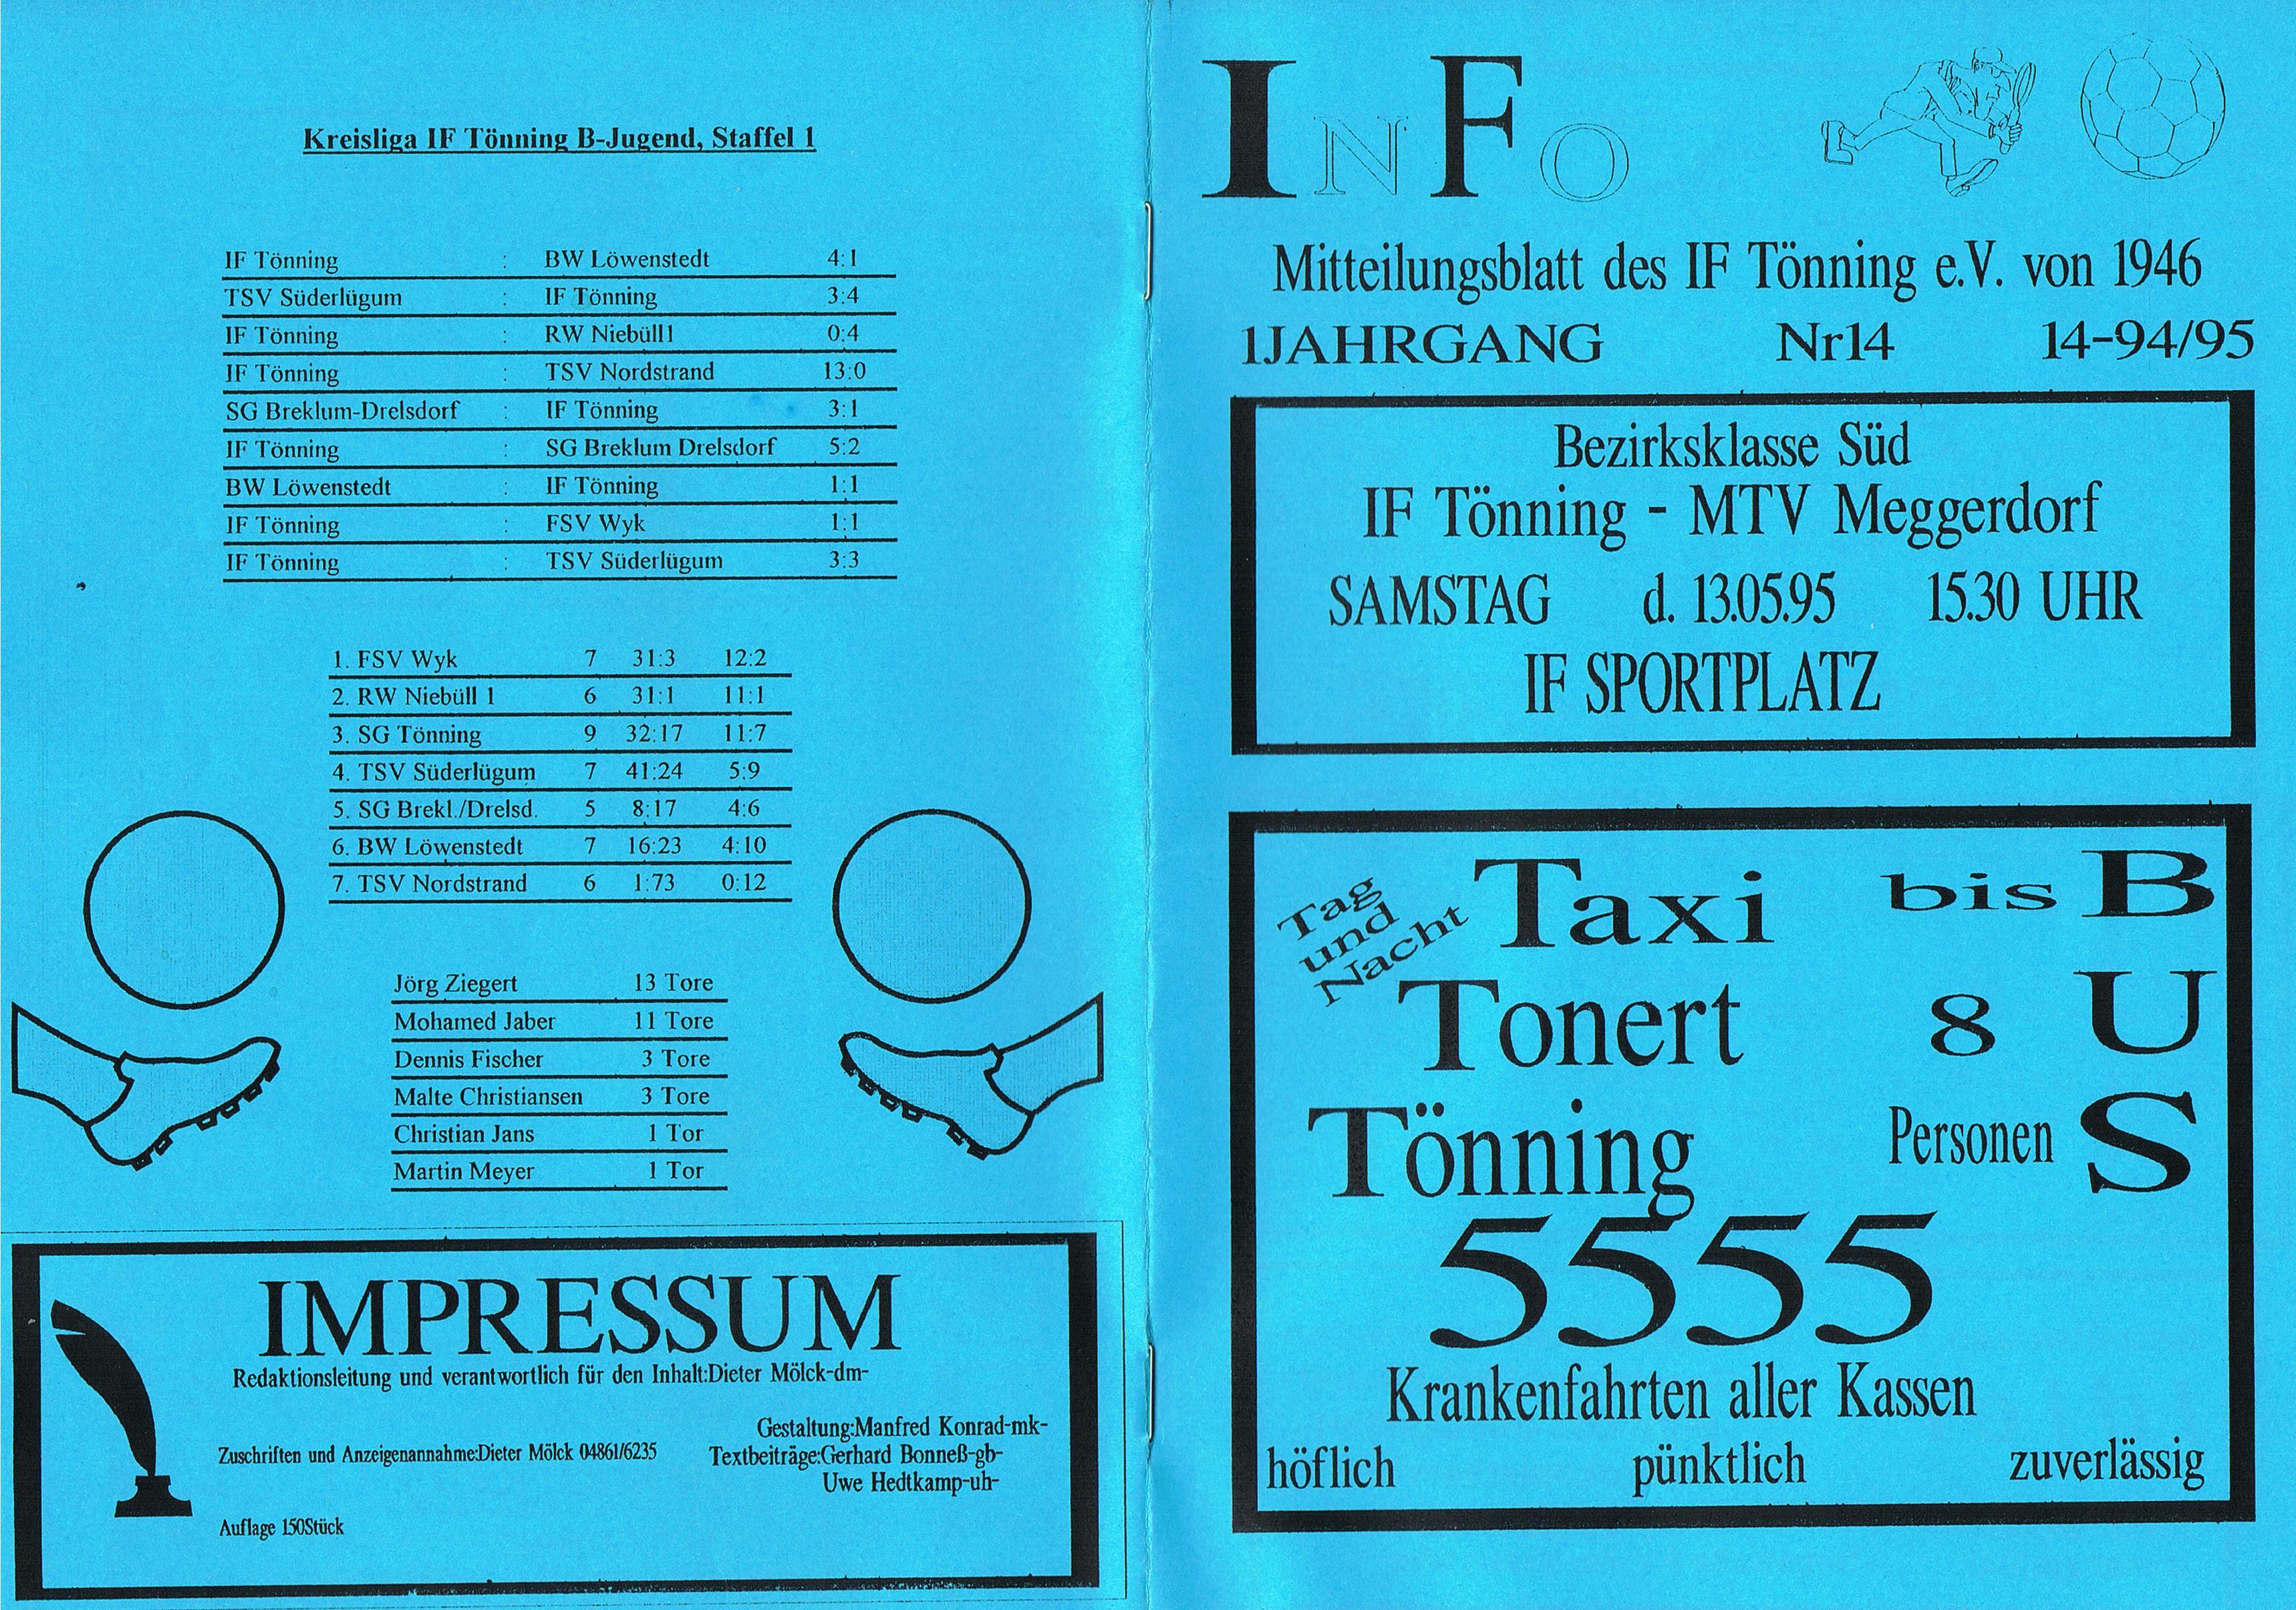 Kreisliga IF Tönning B-Jugend, Staffel 1
IF Tönning : BW Löwenstedt 4:1
TSV Süderlügum : IF Tönning 3:4
IF Tönning : RW Niebüll1 0:4
IF Tönning : TSV Nordstrand 13:0
SG Breklum-Drelsdorf : IF Tönning 3:1
IF Tönning : SG Breklum Drelsdorf 5:2
BW Löwenstedt : IF Tönning 1:1
IF Tönning : FSV Wyk 1:1
IF Tönning : TSV Süderlügum 3:3
1. FSV Wyk 7 31:3 12:2
2. RW Niebüll 1 6 31:1 11:1
3. SG Tönning 9 32:17 11:7
4. TSV Süderlügum 7 41:24 5:9
5. SG Brekl./Drelsd. 5 8:17 4:6
6. BW Löwenstedt 7 16:23 4:10
7. TSV Nordstrand 6 1:73 0:12
Jörg Ziegert 13 Tore
Mohamed Jaber 11 Tore
Dennis Fischer 3 Tore
Malte Christiansen 3 Tore
Christian Jans 1 Tor
Martin Meyer 1 Tor
IMPRESSUM
Redaktionsleitung und verantwortlich für den Inhalt:Dieter Mölck-dm-
Gestaltung:Manfred Konrad-mk-
Zuschriften und Anzeigenannahme:Dieter Mölck 04861/6235
Textbeiträge:Gerhard Bonneß-gb-
Uwe Hedtkamp-uh-
Auflage 150Stück
INFO
Mitteilungsblatt des IF Tönning e.V. von 1946
1JAHRGANG Nr14 14-94/95
Bezirksklasse Süd
IF Tönning - MTV Meggerdorf
SAMSTAG d. 13.05.95 15.30 UHR
IF SPORTPLATZ
Tag
und
Nacht
Taxi
Tonert
Tönning
bis
8
Personen
BUS
5555
Krankenfahrten aller Kassen
höflich pünktlich zuverlässig